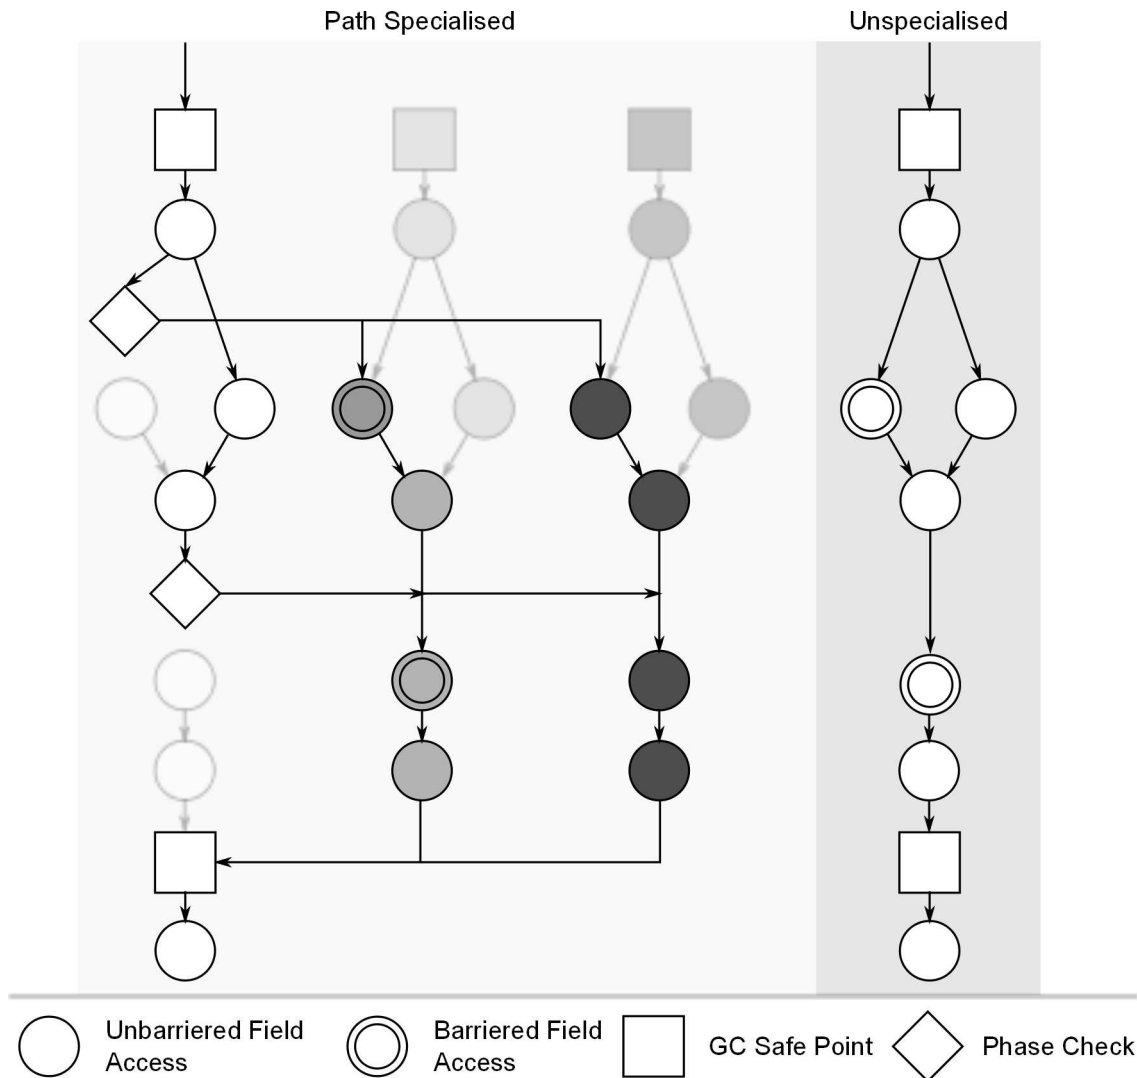 Path Specialised
Unspecialised
Unbarriered Field
Access
Barriered Field
Access
GC Safe Point
Phase Check